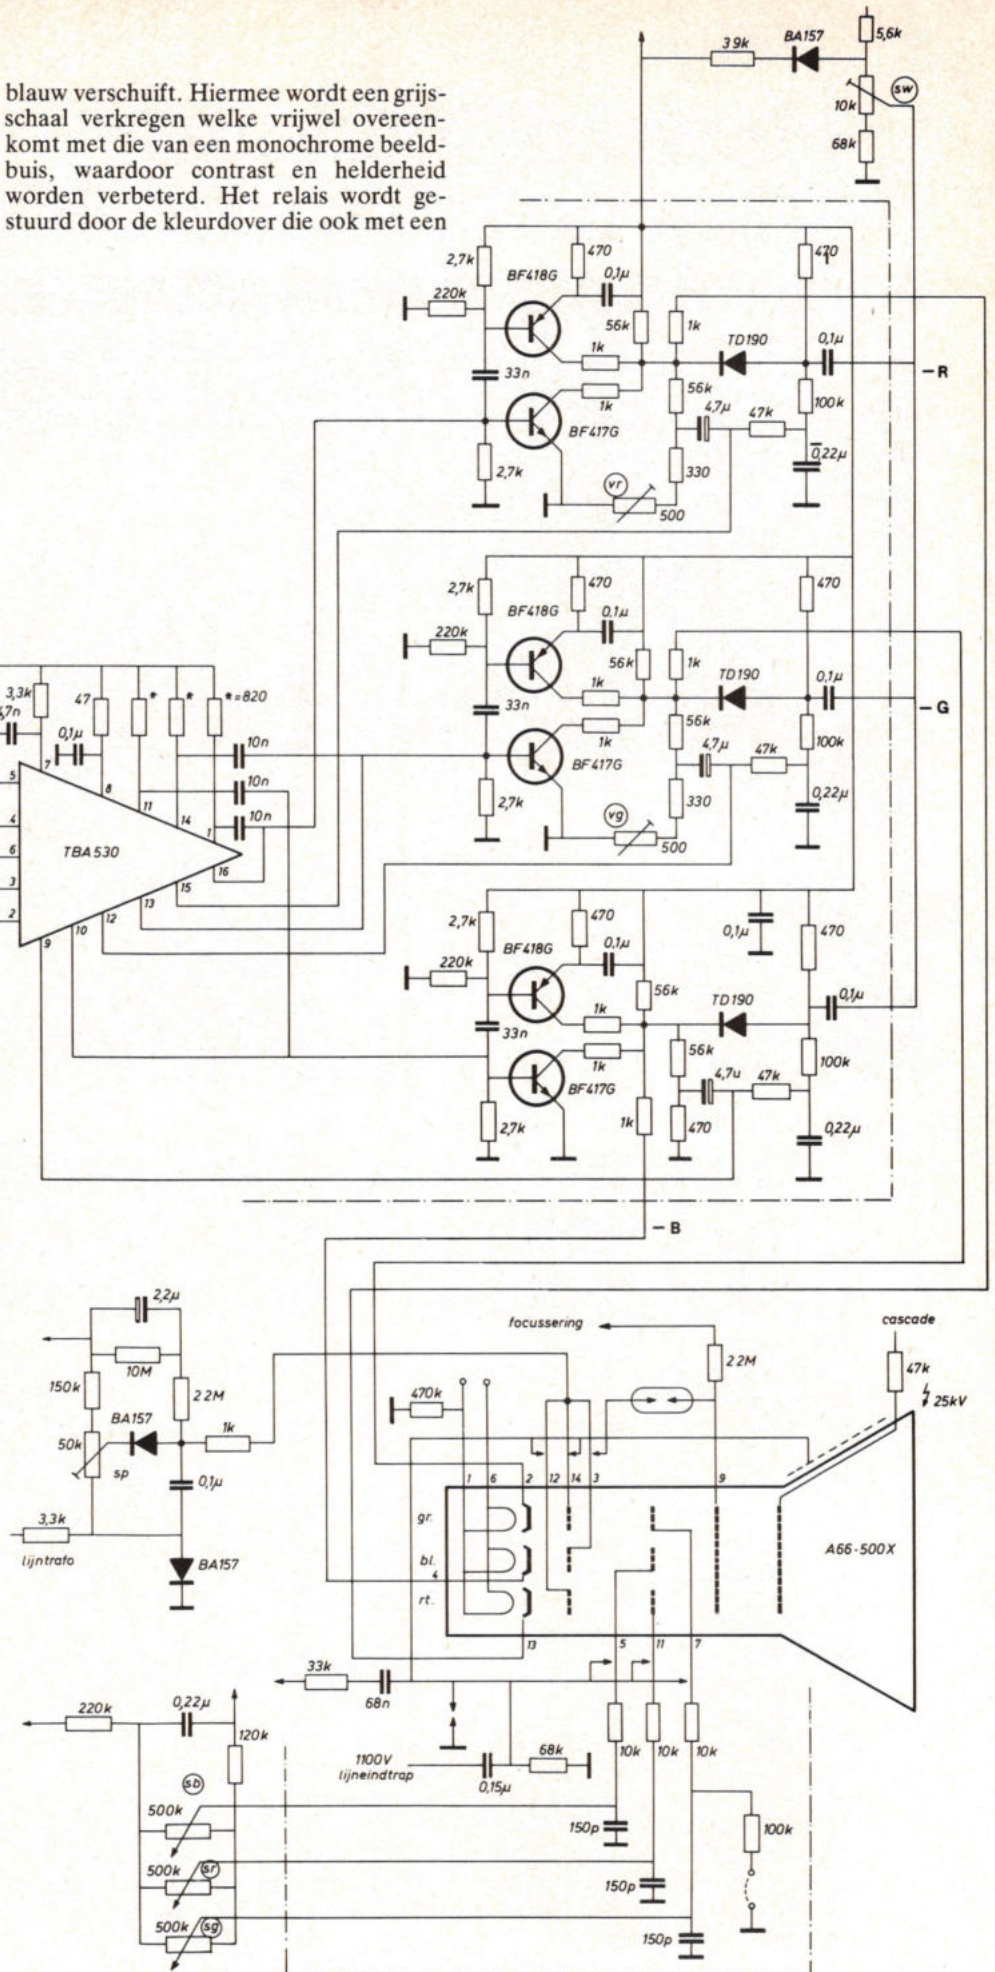 5,6k
BA157
39k
sw
10k
68k
blauw verschuift. Hiermee wordt een grijs-
schaal verkregen welke vrijwel overeen-
komt met die van een monochrome beeld-
buis, waardoor contrast en helderheid
worden verbeterd. Het relais wordt ge-
stuurd door de kleurdover die ook met een
2,7k
BF418G
470
0,1µ
470
220k
56k
1k
TD190
0,1µ
1k
33n
1k
56k
4,7µ
47k
100k
– R
BF417G
2,7k
vr
500
330
0,22µ
2,7k
BF418G
470
0,1µ
470
220k
56k
1k
TD190
0,1µ
1k
33n
1k
56k
4,7µ
47k
100k
– G
BF417G
2,7k
vg
500
330
0,22µ
3,3k
47
*
*
*=820
0,1µ
10n
10n
10n
5
7
8
11
14
1
4
6
3
2
TBA530
16
15
13
12
10
9
2,7k
BF418G
470
0,1µ
0,1µ
470
220k
56k
TD190
0,1µ
1k
33n
1k
56k
4,7u
47k
100k
BF417G
2,7k
1k
470
0,22µ
– B
2,2µ
10M
150k
22M
BA157
1k
50k
sp
0,1µ
3,3k
lijntrafo
BA157
focussering
cascade
22M
47k
25kV
470k
1
6
2
12
14
3
9
gr.
bl.
4
rt.
A66-500X
13
5
11
7
33k
68n
220k
0,22µ
120k
1100V
lijneindtrap
0,15µ
68k
10k
10k
10k
sb
500k
150p
100k
500k
sr
150p
500k
sg
150p